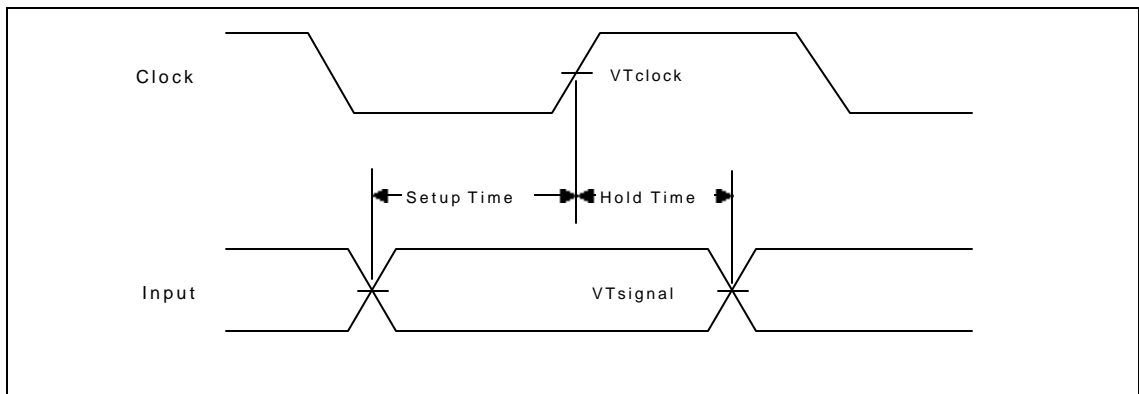 Clock
VTclock
Setup Time
Hold Time
Input
VTsignal